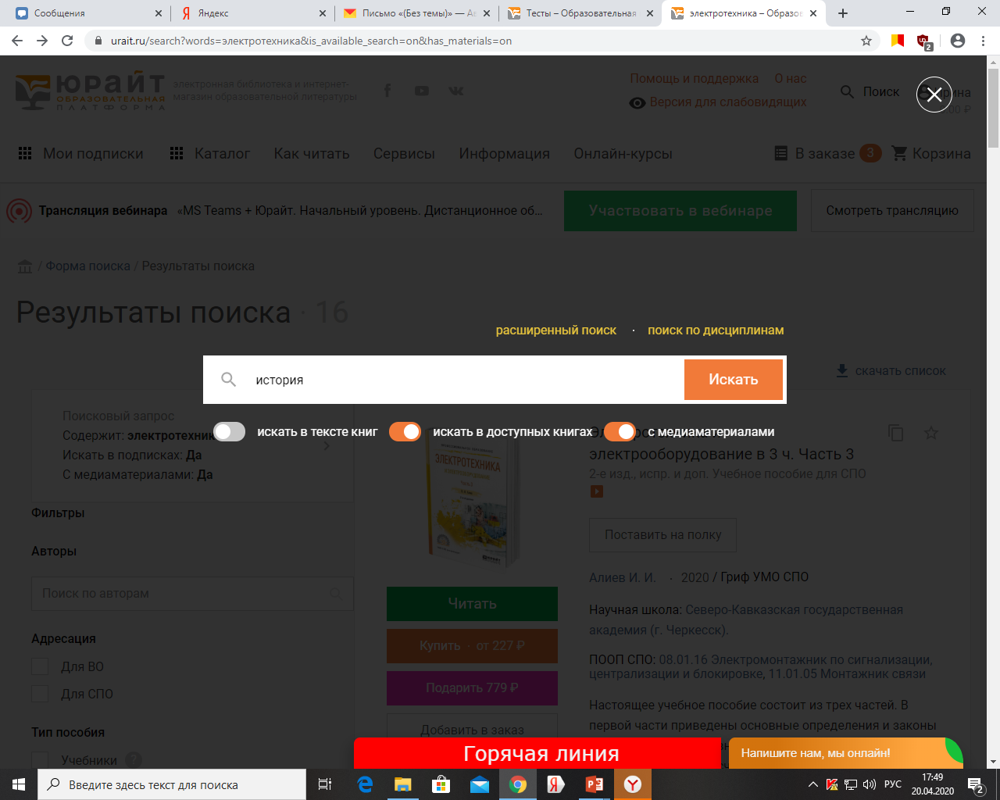 Сообщения
Яндекс
Письмо «(Без темы)» — Ав
Тесты – Образовательная
электротехника – Образов
urait.ru/search?words=электротехника&is_available_search=on&has_materials=on
2
ЮРАЙТ
ОБРАЗОВАТЕЛЬНАЯ
ПЛАТФОРМА
электронная библиотека и интернет-
магазин образовательной литературы
Помощь и поддержка О нас
Версия для слабовидящих
Поиск
Мои подписки Каталог Как читать Сервисы Информация Онлайн-курсы
В заказе 3 Корзина
Трансляция вебинара «MS Teams + Юрайт. Начальный уровень. Дистанционное об...
Участвовать в вебинаре
Смотреть трансляцию
/ Форма поиска / Результаты поиска
Результаты поиска · 16
расширенный поиск · поиск по дисциплинам
скачать список
история
Искать
искать в тексте книг
искать в доступных книгах
с медиаматериалами
Поисковый запрос
Содержит: электротехник
Искать в подписках: Да
С медиаматериалами: Да
Фильтры
Авторы
Поиск по авторам
Адресация
Для ВО
Для СПО
Тип пособия
Учебники ?
ЭЛЕКТРОТЕХНИКА
Читать
Купить - от 227 ₽
Подарить 779 ₽
Добавить в заказ
электрооборудование в 3 ч. Часть 3
2-е изд., испр. и доп. Учебное пособие для СПО
Поставить на полку
Алиев И. И. · 2020 / Гриф УМО СПО
Научная школа: Северо-Кавказская государственная
академия (г. Черкесск).
ПООП СПО: 08.01.16 Электромонтажник по сигнализации,
централизации и блокировке, 11.01.05 Монтажник связи
Настоящее учебное пособие состоит из трех частей. В
первой части приведены основные определения и законы
Горячая линия
Напишите нам, мы онлайн!
Введите здесь текст для поиска
РУС
17:49
20.04.2020
2